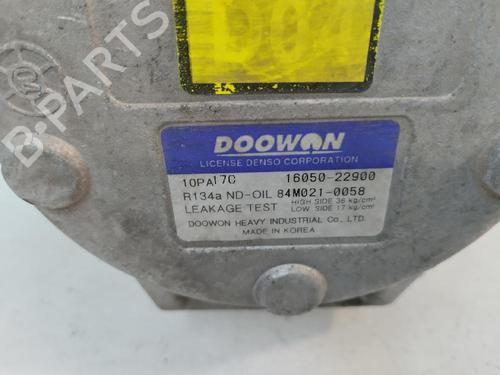 DOOWON
LICENSE DENSO CORPORATION
10PA17C 16050-22900
R134a ND-OIL 8 4M021-0058
LEAKAGE TEST HIGH SIDE 36 kg/cm²
LOW SIDE 17 kg/cm²
DOOWON HEAVY INDUSTRIAL Co., LTD.
MADE IN KOREA
B-PARTS